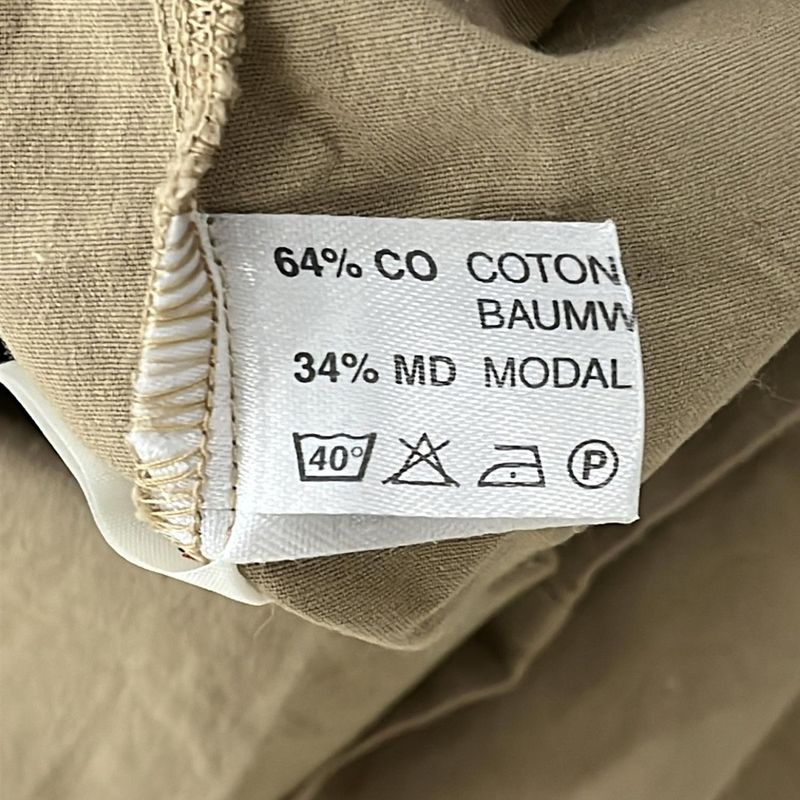 64% CO COTON
BAUMW
34% MD MODAL
40° P